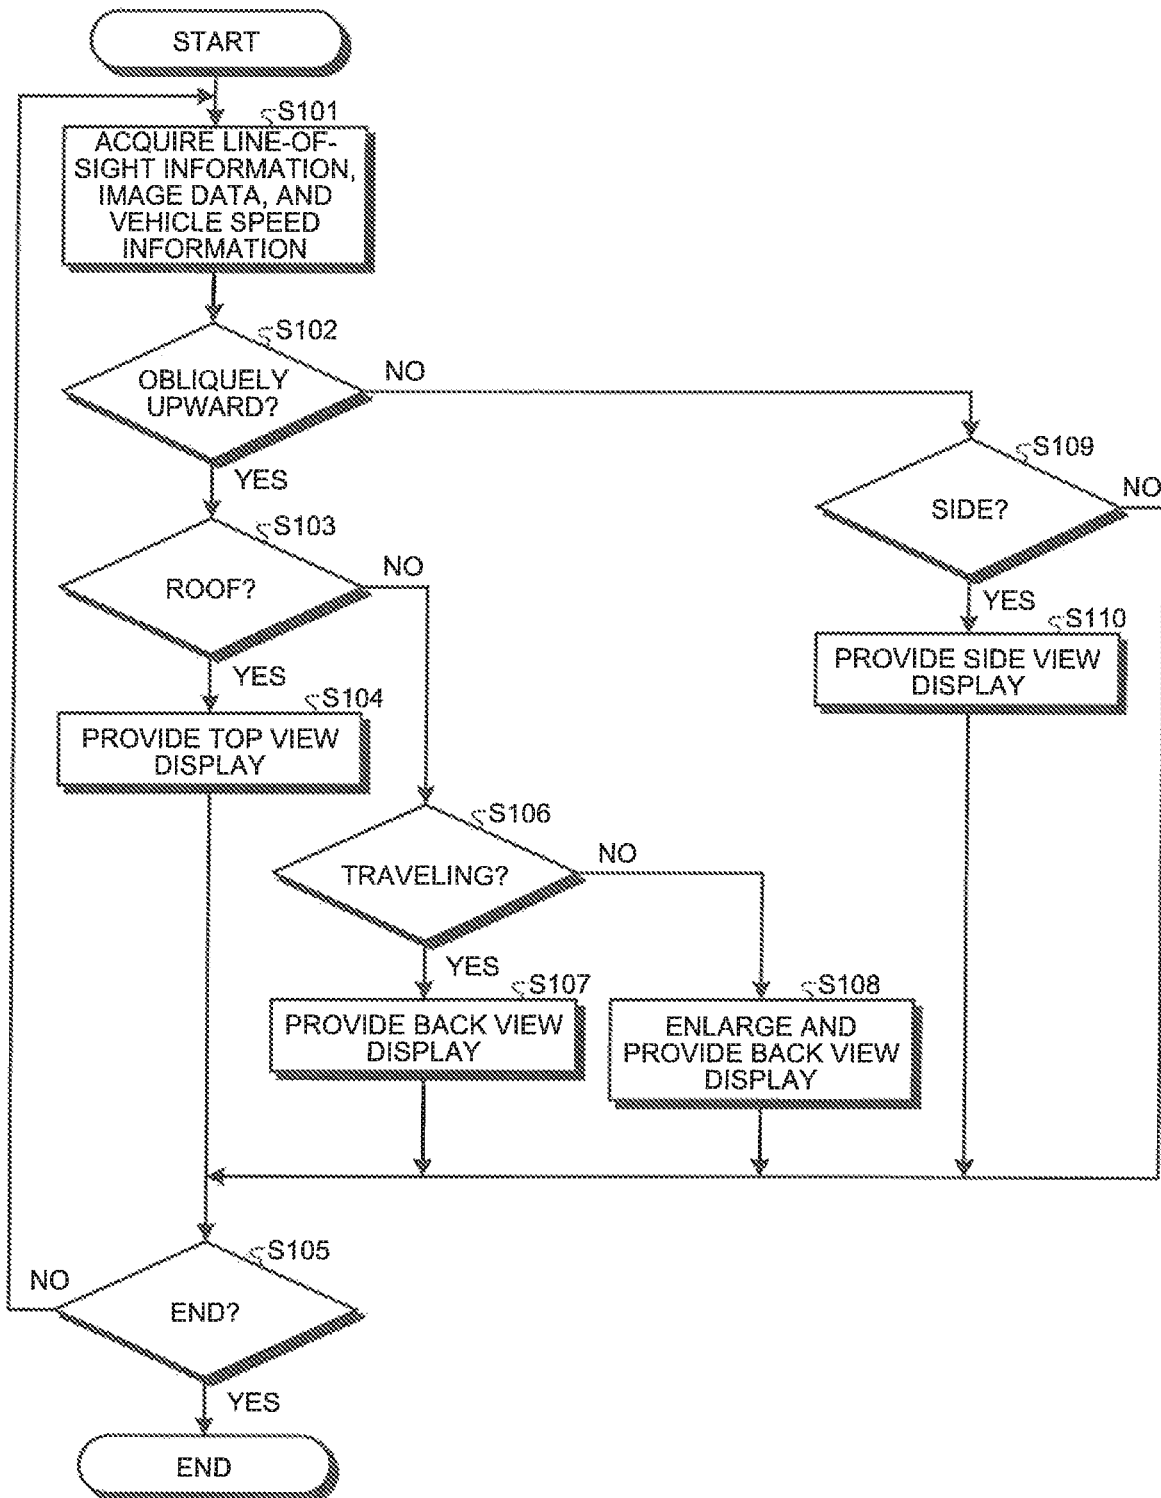 START
S101
ACQUIRE LINE-OF-
SIGHT INFORMATION,
IMAGE DATA, AND
VEHICLE SPEED
INFORMATION
S102
OBLIQUELY
UPWARD?
NO
YES
S109
SIDE?
NO
YES
S103
ROOF?
NO
YES
S110
PROVIDE SIDE VIEW
DISPLAY
S104
PROVIDE TOP VIEW
DISPLAY
S106
TRAVELING?
NO
YES
S107
PROVIDE BACK VIEW
DISPLAY
S108
ENLARGE AND
PROVIDE BACK VIEW
DISPLAY
S105
END?
NO
YES
END